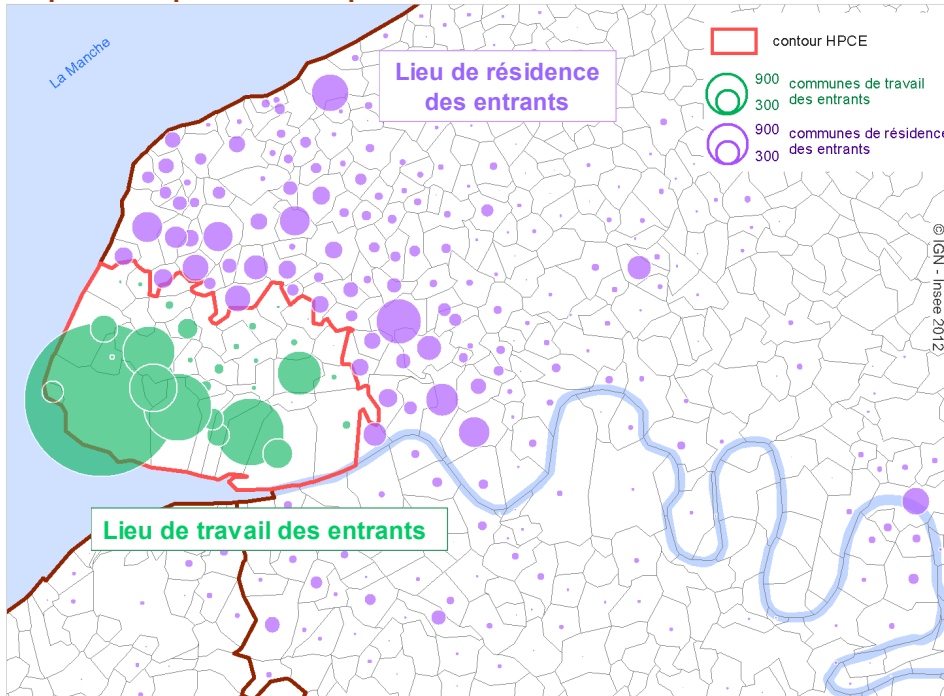 La Manche
Lieu de résidence
des entrants
contour HPCE
900
300
communes de travail
des entrants
900
300
communes de résidence
des entrants
© IGN - Insee 2012
Lieu de travail des entrants